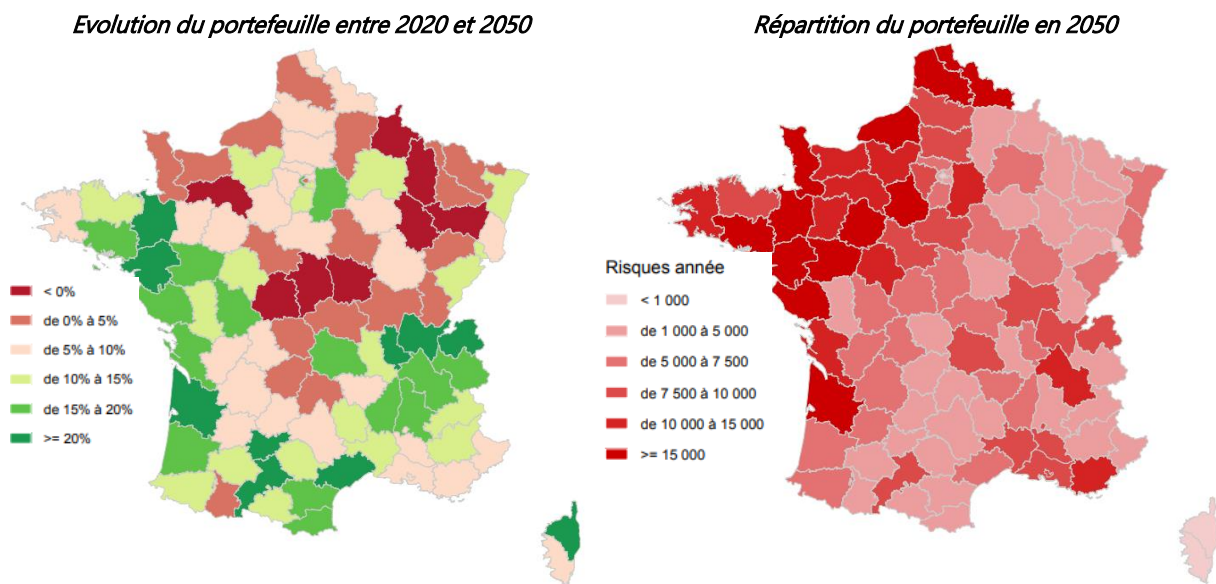 Evolution du portefeuille entre 2020 et 2050
Répartition du portefeuille en 2050
< 0%
de 0% à 5%
de 5% à 10%
de 10% à 15%
de 15% à 20%
>= 20%
Risques année
< 1 000
de 1 000 à 5 000
de 5 000 à 7 500
de 7 500 à 10 000
de 10 000 à 15 000
>= 15 000